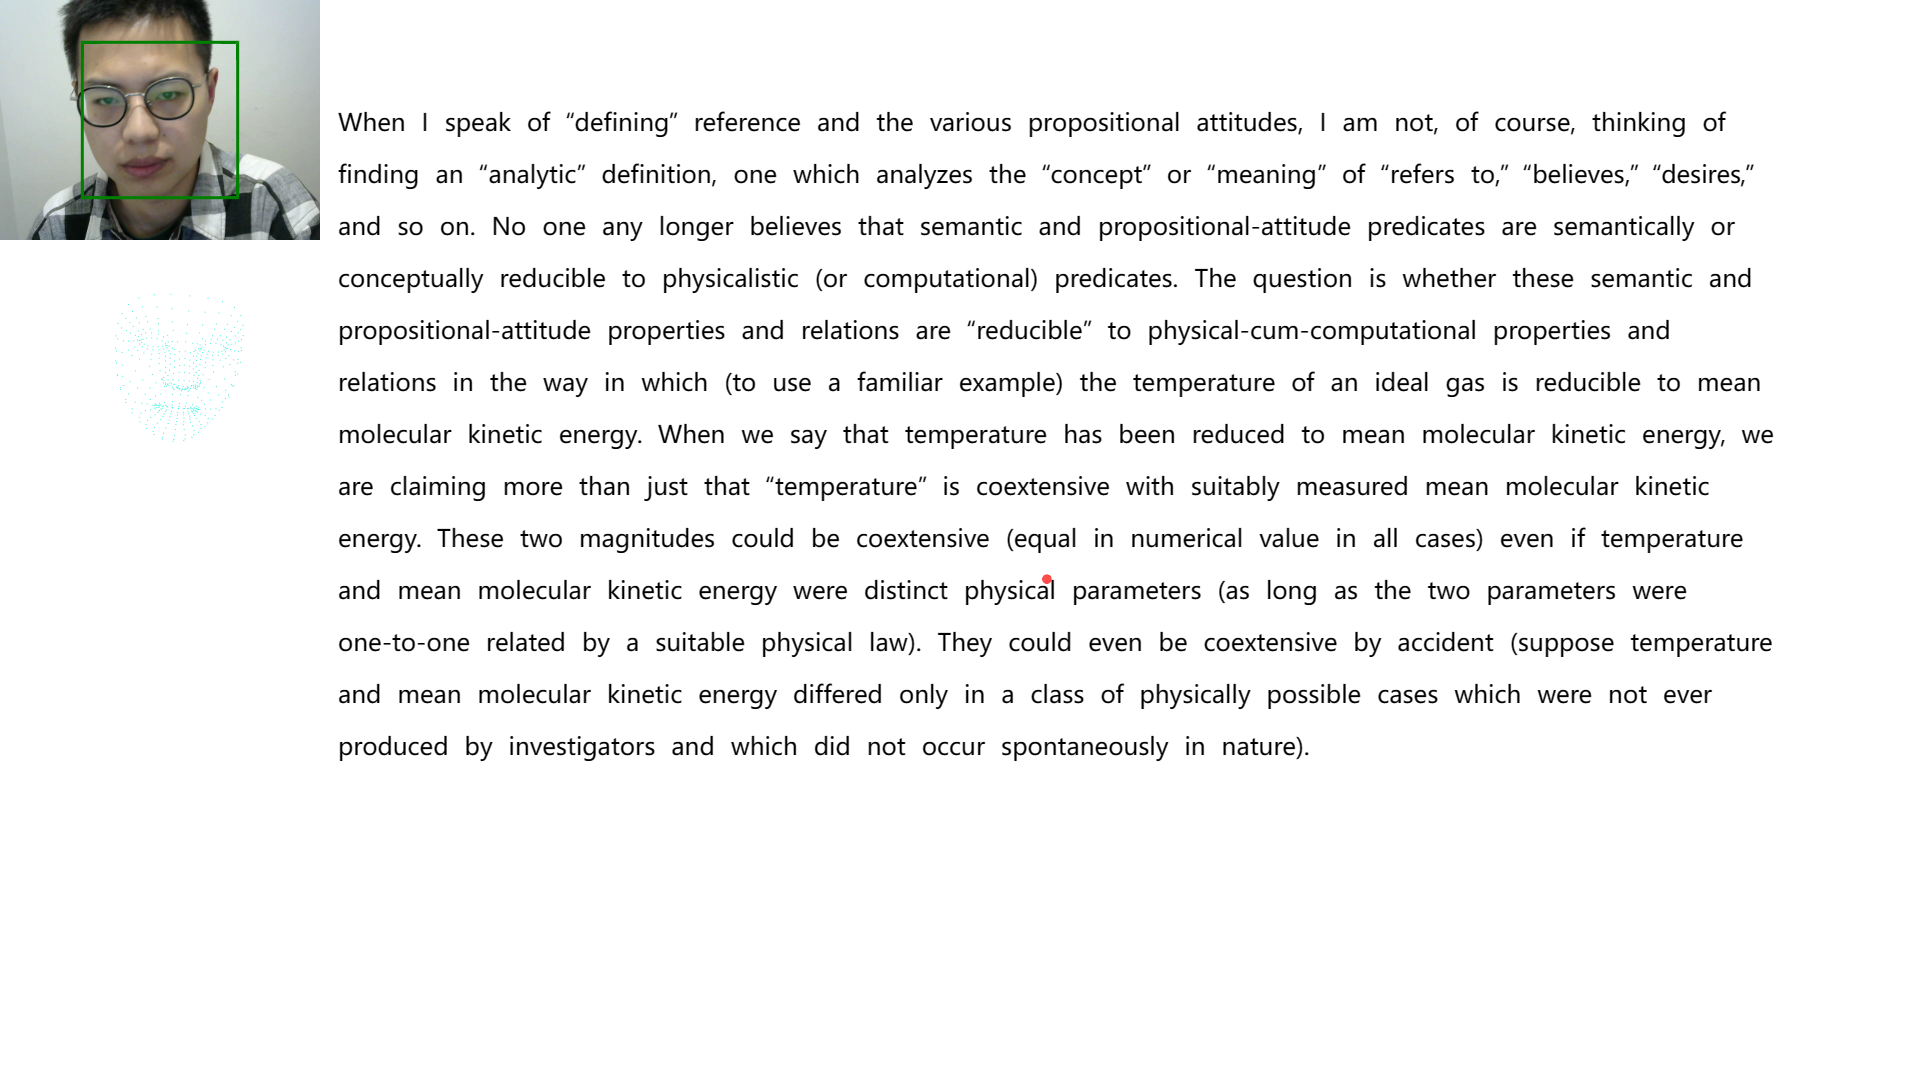 When I speak of “defining” reference and the various propositional attitudes, I am not, of course, thinking of
finding an “analytic” definition, one which analyzes the “concept” or “meaning” of “refers to,” “believes,” “desires,”
and so on. No one any longer believes that semantic and propositional-attitude predicates are semantically or
conceptually reducible to physicalistic (or computational) predicates. The question is whether these semantic and
propositional-attitude properties and relations are “reducible” to physical-cum-computational properties and
relations in the way in which (to use a familiar example) the temperature of an ideal gas is reducible to mean
molecular kinetic energy. When we say that temperature has been reduced to mean molecular kinetic energy, we
are claiming more than just that “temperature” is coextensive with suitably measured mean molecular kinetic
energy. These two magnitudes could be coextensive (equal in numerical value in all cases) even if temperature
and mean molecular kinetic energy were distinct physical parameters (as long as the two parameters were
one-to-one related by a suitable physical law). They could even be coextensive by accident (suppose temperature
and mean molecular kinetic energy differed only in a class of physically possible cases which were not ever
produced by investigators and which did not occur spontaneously in nature).